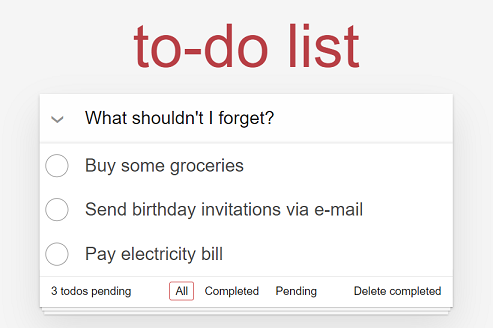 to-do list
What shouldn't I forget?
Buy some groceries
Send birthday invitations via e-mail
Pay electricity bill
3 todos pending All Completed Pending Delete completed